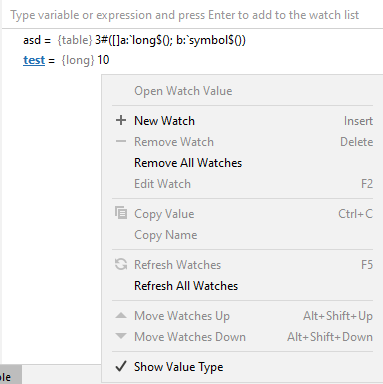 Type variable or expression and press Enter to add to the watch list
asd = {table} 3#([]a:`long$(); b:`symbol$())
test = {long} 10
Open Watch Value
New Watch Insert
Remove Watch Delete
Remove All Watches
Edit Watch F2
Copy Value Ctrl+C
Copy Name
Refresh Watches F5
Refresh All Watches
Move Watches Up Alt+Shift+Up
Move Watches Down Alt+Shift+Down
Show Value Type